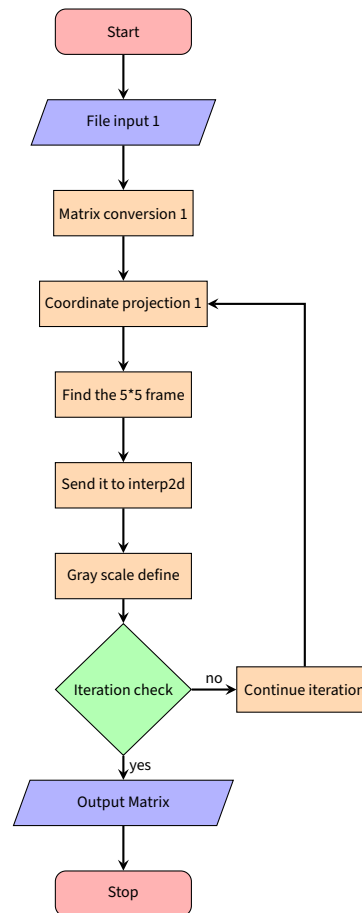 Start
File input 1
Matrix conversion 1
Coordinate projection 1
Find the 5*5 frame
Send it to interp2d
Gray scale define
Iteration check
no
Continue iteration
yes
Output Matrix
Stop